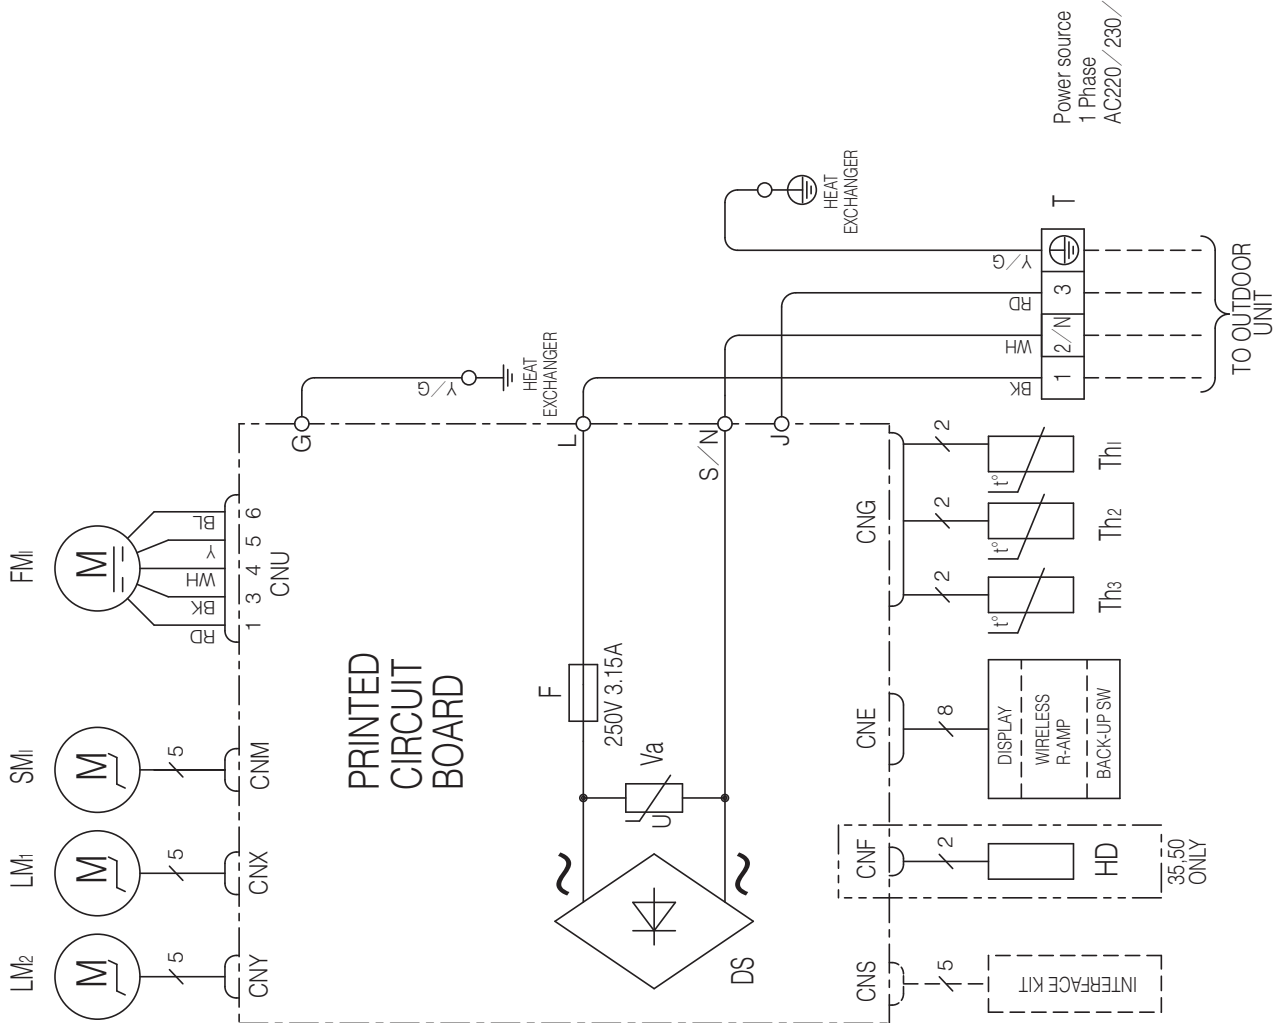 Power source
1 Phase
AC220/230/
HEAT
EXCHANGER
T
Y/G
RD
3
WH
2/N
BK
1
TO OUTDOOR
UNIT
HEAT
EXCHANGER
Y/G
G
L
S/N
J
FM1
M
BL
Y
WH
BK
RD
6
5
4
3
1
CNU
SM1
M
5
CNM
LM1
M
5
CNX
LM2
M
5
CNY
PRINTED
CIRCUIT
BOARD
F
250V 3.15A
Va
U
DS
~
~
CNG
2
2
2
t°
t°
t°
Th1
Th2
Th3
CNE
8
DISPLAY
WIRELESS
R-AMP
BACK-UP SW
CNF
2
HD
35,50
ONLY
CNS
5
INTERFACE KIT